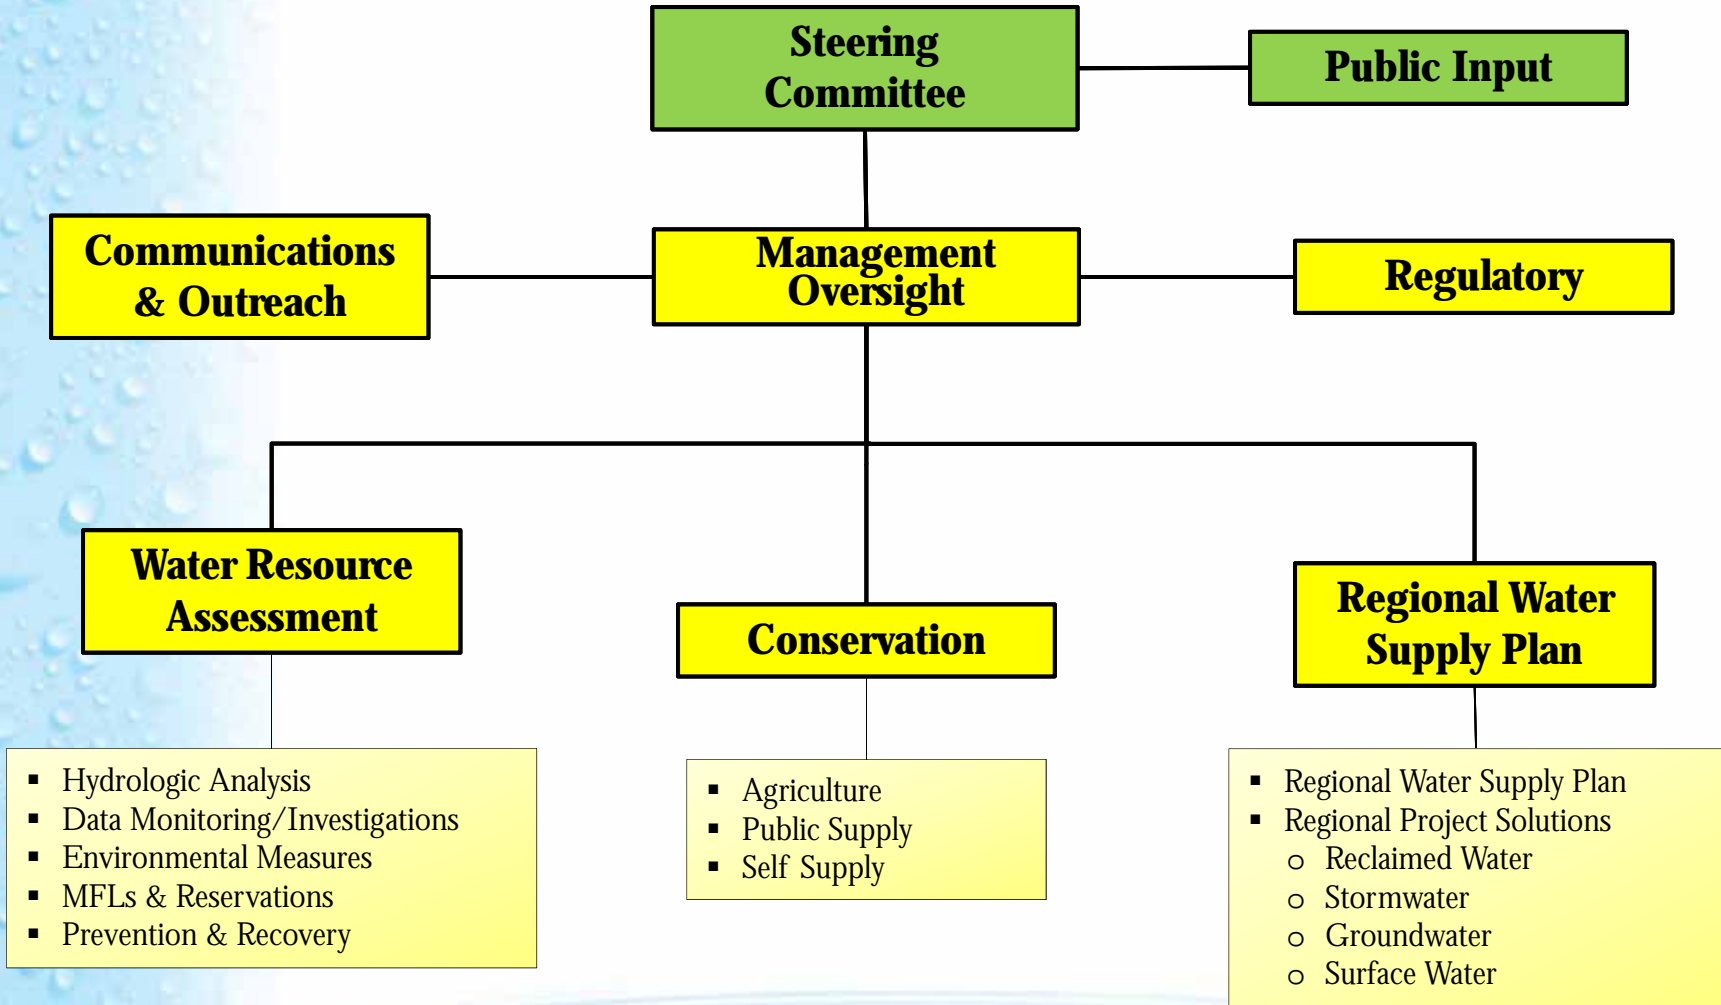 Steering
Committee
Public Input
Communications
& Outreach
Management
Oversight
Regulatory
Water Resource
Assessment
Conservation
Regional Water
Supply Plan
▪ Hydrologic Analysis
▪ Data Monitoring/Investigations
▪ Environmental Measures
▪ MFLs & Reservations
▪ Prevention & Recovery
▪ Agriculture
▪ Public Supply
▪ Self Supply
▪ Regional Water Supply Plan
▪ Regional Project Solutions
o Reclaimed Water
o Stormwater
o Groundwater
o Surface Water